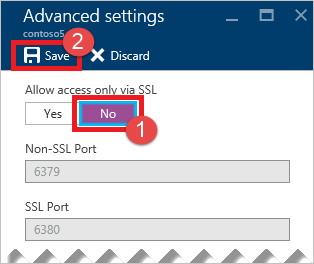 Advanced settings
contoso5
2
Save Discard
Allow access only via SSL
Yes No
1
Non-SSL Port
6379
SSL Port
6380